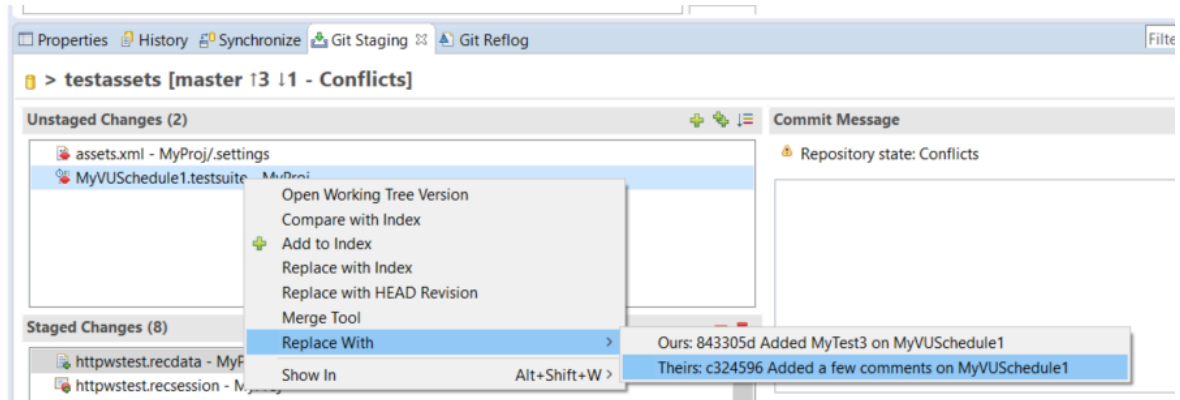 Properties History Synchronize Git Staging Git Reflog
Filte
> testassets [master ↑3 ↓1 - Conflicts]
Unstaged Changes (2)
Commit Message
assets.xml - MyProj/.settings
Repository state: Conflicts
MyVUSchedule1.testsuite - MyProj
Open Working Tree Version
Compare with Index
Add to Index
Replace with Index
Replace with HEAD Revision
Merge Tool
Staged Changes (8)
Replace With >
Ours: 843305d Added MyTest3 on MyVUSchedule1
httpwstest.recdata - MyP
Theirs: c324596 Added a few comments on MyVUSchedule1
Show In Alt+Shift+W >
httpwstest.recsession - M